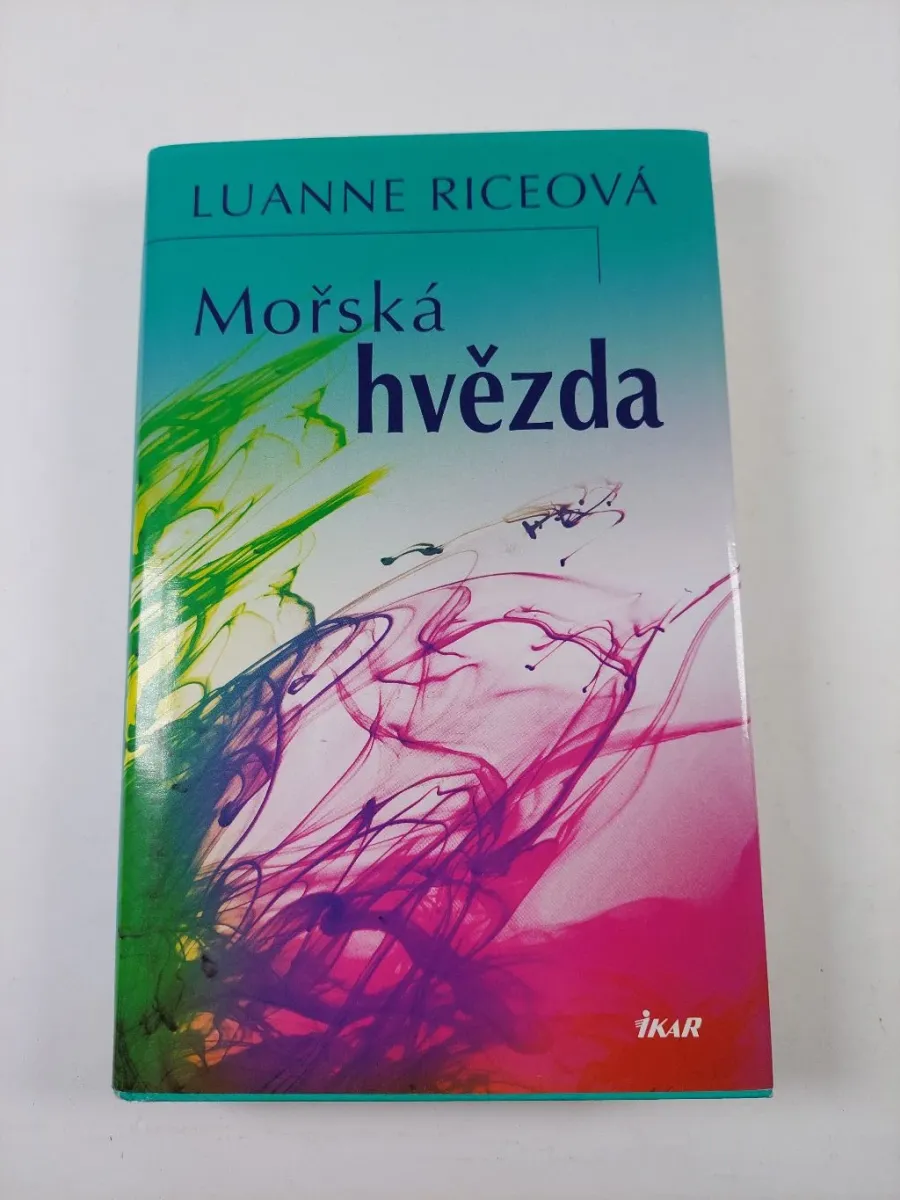 LUANNE RICEOVÁ
Mořská
hvězda
IKAR